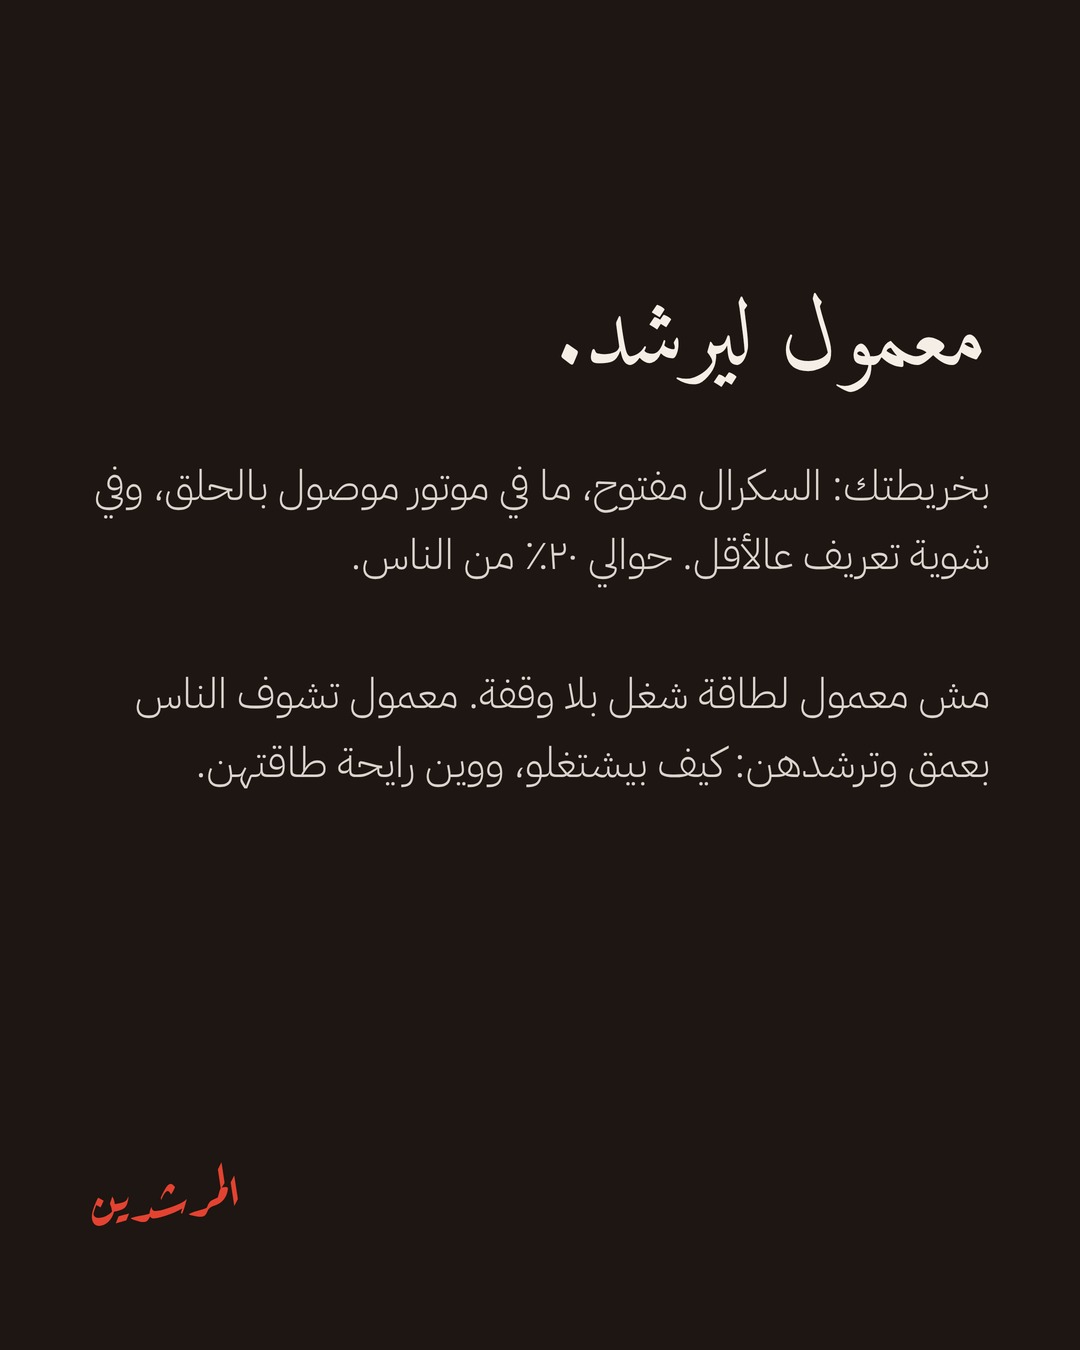 معمول ليرشد.
بخريطتك: السكرال مفتوح، ما في موتور موصول بالحلق، وفي
شوية تعريف عالأقل. حوالي ٢٠٪ من الناس.
مش معمول لطاقة شغل بلا وقفة. معمول تشوف الناس
بعمق وترشدهن: كيف بيشتغلو، ووين رايحة طاقتهن.
المرشدين